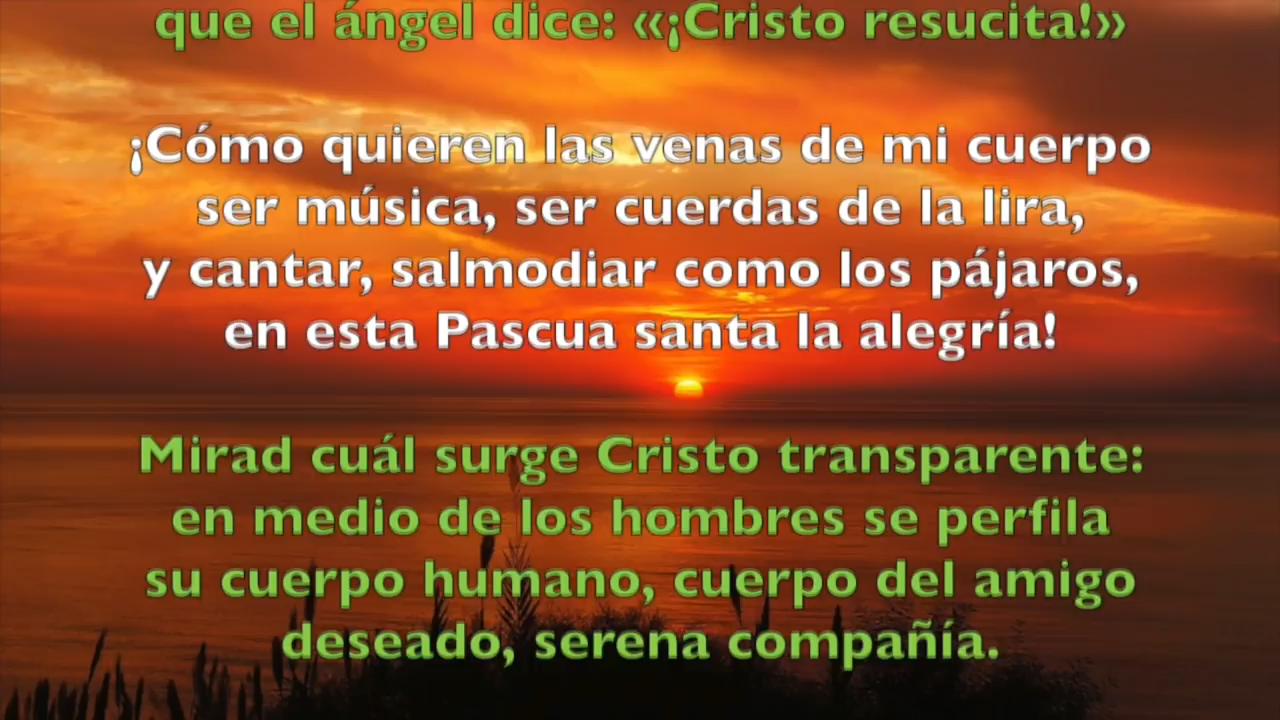 que el ángel dice: «¡Cristo resucita!»
¡Cómo quieren las venas de mi cuerpo
ser música, ser cuerdas de la lira,
y cantar, salmodiar como los pájaros,
en esta Pascua santa la alegría!
Mirad cuál surge Cristo transparente:
en medio de los hombres se perfila
su cuerpo humano, cuerpo del amigo
deseado, serena compañía.